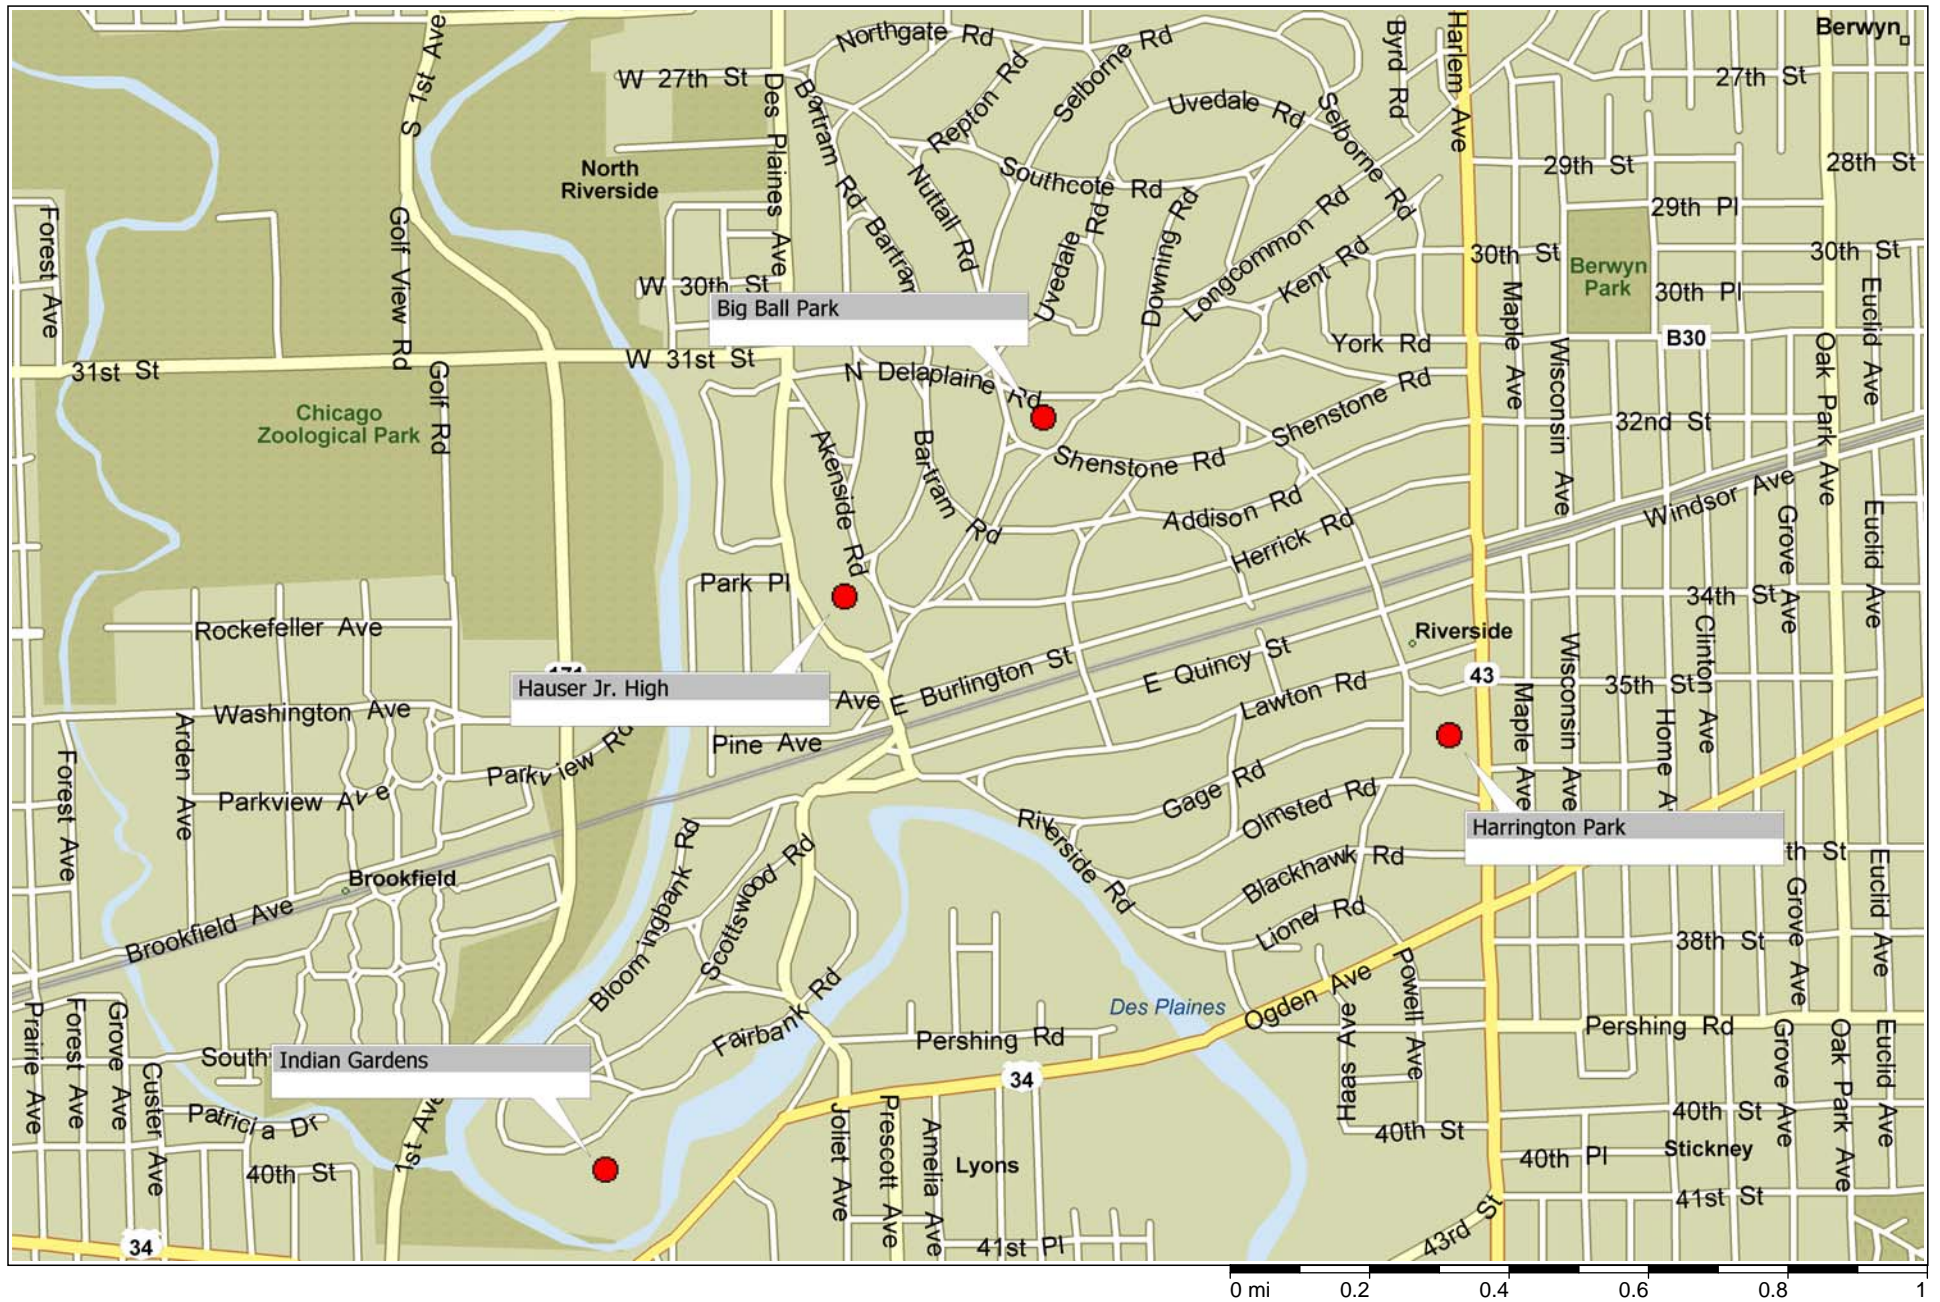 Northgate Rd
Berwyn
S 1st Ave
W 27th St
Des Plaines Ave
Bartram Rd
Repton Rd
Selborne Rd
Uvedale Rd
Selborne Rd
Byrd Rd
Harlem Ave
27th St
North
Riverside
Nuttall Rd
Southcote Rd
29th St
28th St
Forest Ave
Golf View Rd
Bartram
Uvedale Rd
Downing Rd
Longcommon Rd
Kent Rd
29th Pl
30th St
30th St
Berwyn
Park
30th Pl
W 30th St
Big Ball Park
Maple Ave
Euclid Ave
York Rd
B30
31st St
W 31st St
Golf Rd
N Delaplaine Rd
Wisconsin Ave
Oak Park Ave
Chicago
Zoological Park
Shenstone Rd
32nd St
Akenside Rd
Bartram Rd
Shenstone Rd
Addison Rd
Herrick Rd
Windsor Ave
Grove Ave
Euclid Ave
Park Pl
34th St
Rockefeller Ave
Riverside
Clinton Ave
Wisconsin Ave
171
E Burlington St
E Quincy St
43
35th St
Hauser Jr. High
Ave
Lawton Rd
Maple Ave
Home A
Washington Ave
Arden Ave
Pine Ave
Forest Ave
Parkview Rd
Parkview Ave
Gage Rd
Olmsted Rd
Riverside Rd
Harrington Park
th St
Blackhawk Rd
Bloomingbank Rd
Scottswood Rd
Brookfield
Grove Ave
Euclid Ave
Brookfield Ave
Lionel Rd
38th St
Powell Ave
Fairbank Rd
Des Plaines
Ogden Ave
Prairie Ave
Forest Ave
Grove Ave
Custer Ave
Pershing Rd
Pershing Rd
Haas Ave
Grove Ave
Oak Park Ave
Euclid Ave
South
Indian Gardens
34
Patricia Dr
1st Ave
Joliet Ave
Prescott Ave
Amelia Ave
40th St
40th St
40th St
Lyons
40th Pl
Stickney
41st St
34
41st Pl
43rd St
0 mi 0.2 0.4 0.6 0.8 1